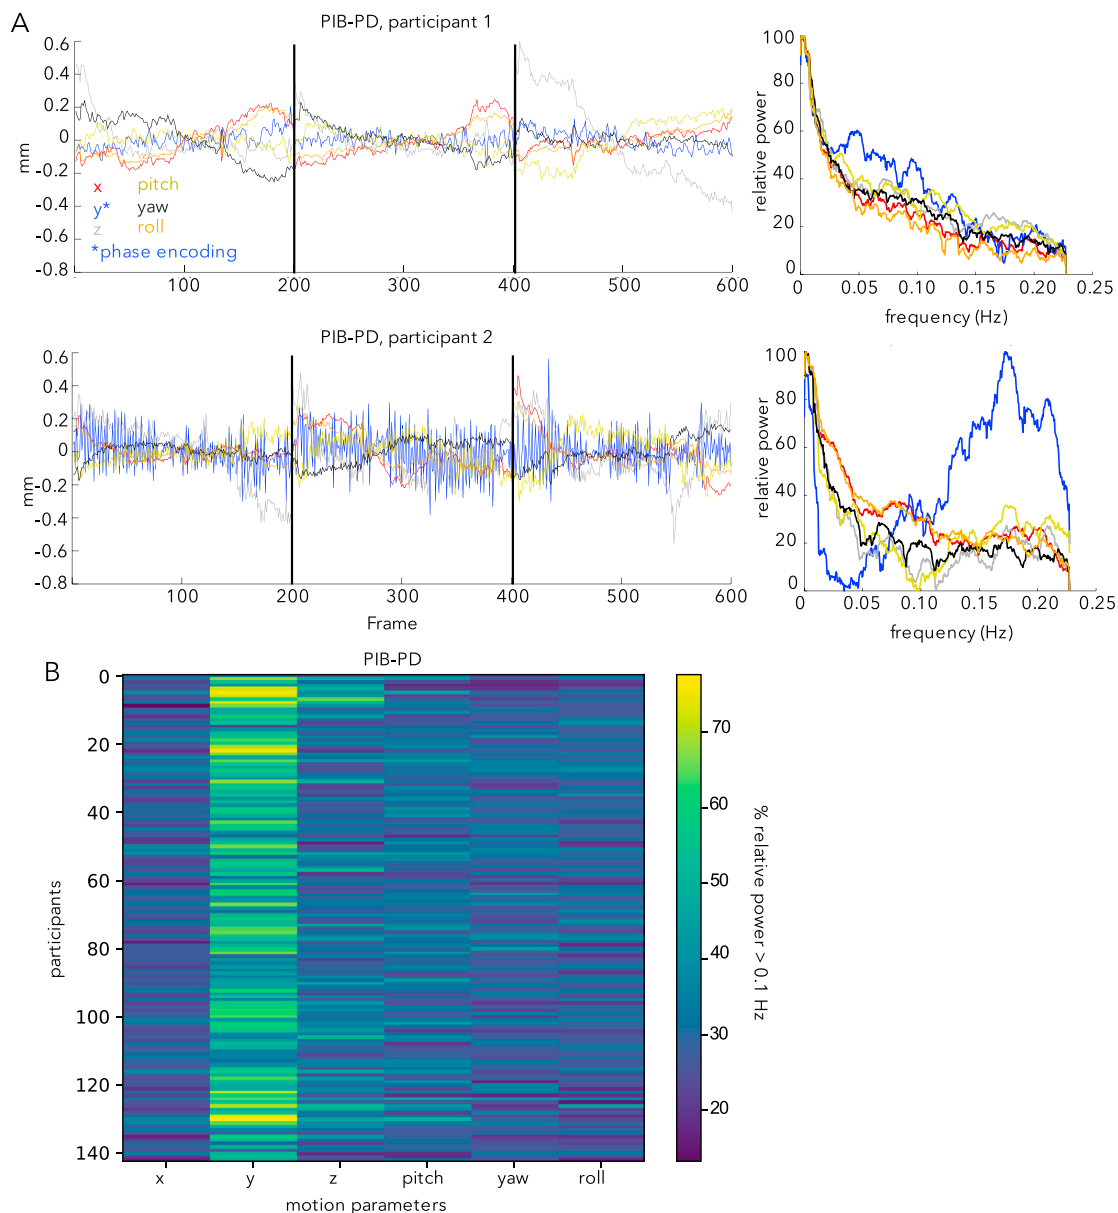 A
PIB-PD, participant 1
0.6
0.4
0.2
0
-0.2
-0.4
-0.6
-0.8
mm
x pitch
y* yaw
z roll
*phase encoding
100 200 300 400 500 600
100
80
60
40
20
0
relative power
0.05 0.10 0.15 0.20 0.25
frequency (Hz)
PIB-PD, participant 2
0.6
0.4
0.2
0
-0.2
-0.4
-0.6
-0.8
mm
100 200 300 400 500 600
Frame
100
80
60
40
20
0
relative power
0 0.05 0.10 0.15 0.20 0.25
frequency (Hz)
B
PIB-PD
0
20
40
60
80
100
120
140
participants
x y z pitch yaw roll
motion parameters
70
60
50
40
30
20
% relative power > 0.1 Hz